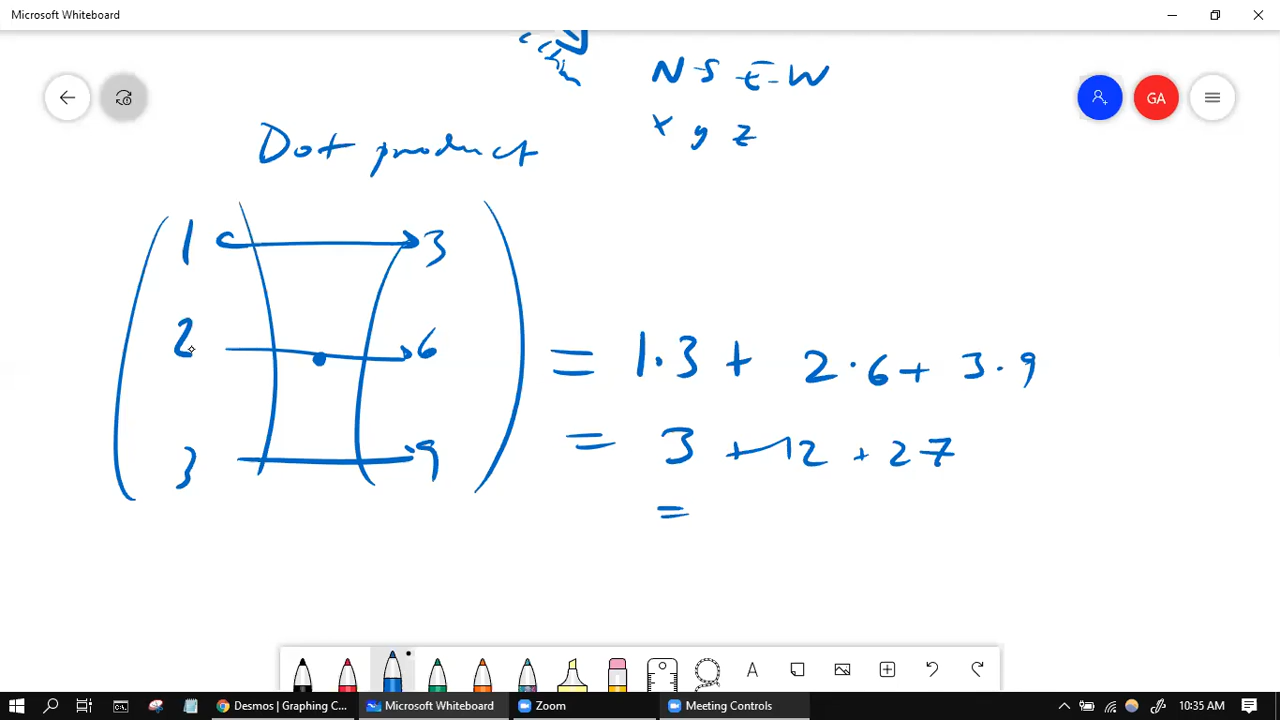 Microsoft Whiteboard
N-S E-W
x y z
GA
Dot product
1 3
2 6
3 9
= 1.3 + 2.6 + 3.9
= 3 + 12 + 27
=
A
Desmos | Graphing C...
Microsoft Whiteboard
Zoom
Meeting Controls
10:35 AM